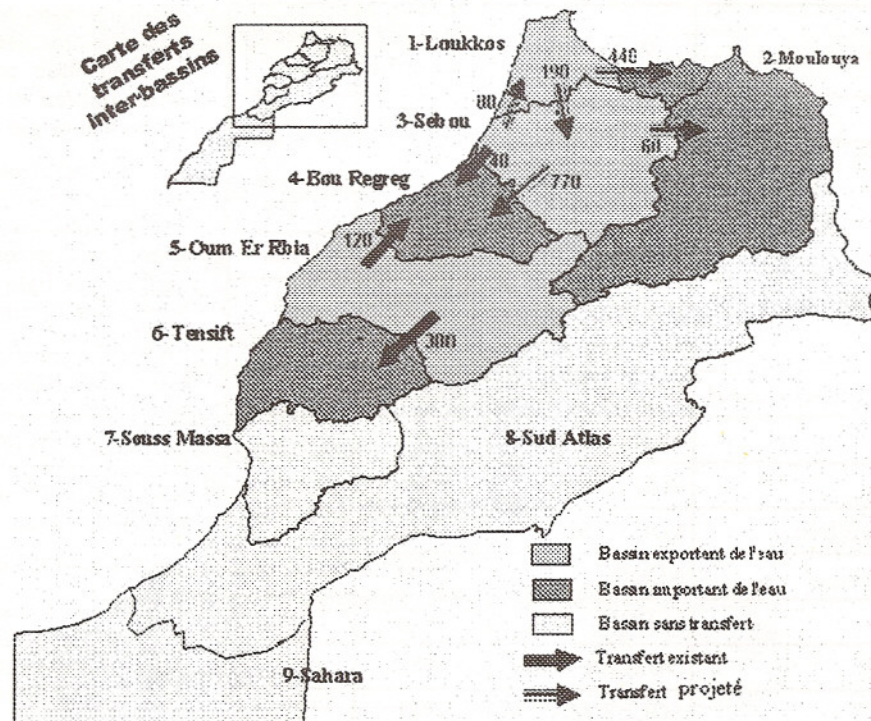 Carte des
transferts
inter-bassins
1-Loukkos
440
2-Moulouya
190
80
3-Sebou
60
40
770
4-Bou Regreg
120
5-Oum Er Rbia
6-Tensift
300
7-Souss Massa
8-Sud Atlas
Bassin exportant de l'eau
Bassin important de l'eau
Bassin sans transfert
Transfert existant
Transfert projeté
9-Sahara